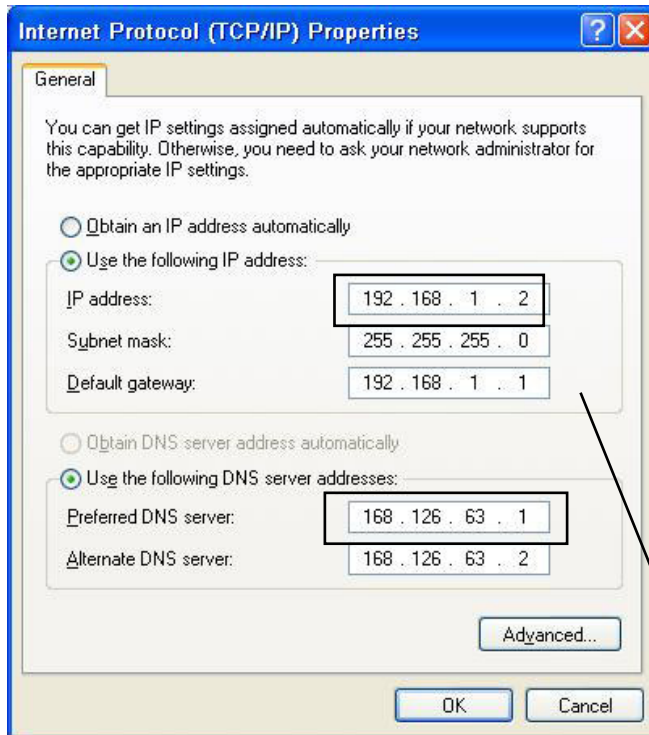 Internet Protocol (TCP/IP) Properties
General
You can get IP settings assigned automatically if your network supports
this capability. Otherwise, you need to ask your network administrator for
the appropriate IP settings.
Obtain an IP address automatically
Use the following IP address:
IP address: 192 . 168 . 1 . 2
Subnet mask: 255 . 255 . 255 . 0
Default gateway: 192 . 168 . 1 . 1
Obtain DNS server address automatically
Use the following DNS server addresses:
Preferred DNS server: 168 . 126 . 63 . 1
Alternate DNS server: 168 . 126 . 63 . 2
Advanced...
OK Cancel